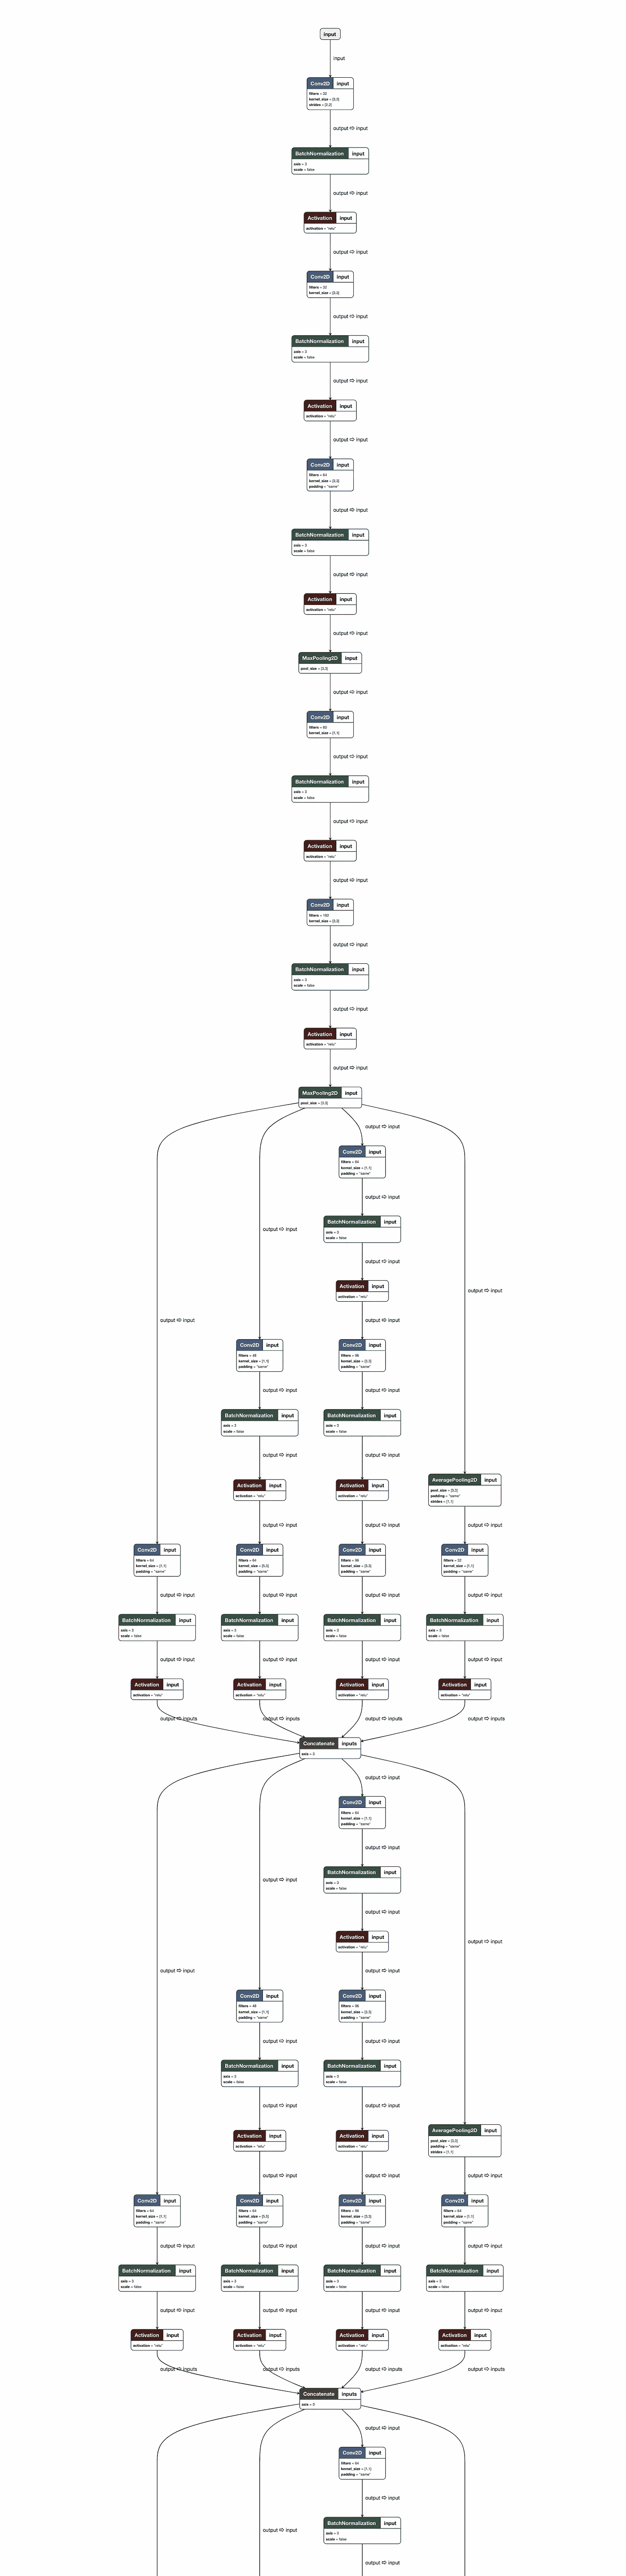 input
input
Conv2D input
filters = 32
kernel_size = [3,3]
strides = [2,2]
output ⇨ input
BatchNormalization input
axis = 3
scale = false
output ⇨ input
Activation input
activation = "relu"
output ⇨ input
Conv2D input
filters = 32
kernel_size = [3,3]
output ⇨ input
BatchNormalization input
axis = 3
scale = false
output ⇨ input
Activation input
activation = "relu"
output ⇨ input
Conv2D input
filters = 64
kernel_size = [3,3]
padding = "same"
output ⇨ input
BatchNormalization input
axis = 3
scale = false
output ⇨ input
Activation input
activation = "relu"
output ⇨ input
MaxPooling2D input
pool_size = [3,3]
output ⇨ input
Conv2D input
filters = 80
kernel_size = [1,1]
output ⇨ input
BatchNormalization input
axis = 3
scale = false
output ⇨ input
Activation input
activation = "relu"
output ⇨ input
Conv2D input
filters = 192
kernel_size = [3,3]
output ⇨ input
BatchNormalization input
axis = 3
scale = false
output ⇨ input
Activation input
activation = "relu"
output ⇨ input
MaxPooling2D input
pool_size = [3,3]
output ⇨ input
Conv2D input
filters = 64
kernel_size = [1,1]
padding = "same"
output ⇨ input
BatchNormalization input
output ⇨ input
axis = 3
scale = false
output ⇨ input
Activation input
output ⇨ input
activation = "relu"
output ⇨ input
output ⇨ input
Conv2D input Conv2D input
filters = 48 filters = 96
kernel_size = [1,1] kernel_size = [3,3]
padding = "same" padding = "same"
output ⇨ input output ⇨ input
BatchNormalization input BatchNormalization input
axis = 3 axis = 3
scale = false scale = false
output ⇨ input output ⇨ input
AveragePooling2D input
Activation input Activation input
pool_size = [3,3]
padding = "same"
activation = "relu" activation = "relu"
strides = [1,1]
output ⇨ input output ⇨ input output ⇨ input
Conv2D input Conv2D input Conv2D input Conv2D input
filters = 64 filters = 64 filters = 96 filters = 32
kernel_size = [1,1] kernel_size = [5,5] kernel_size = [3,3] kernel_size = [1,1]
padding = "same" padding = "same" padding = "same" padding = "same"
output ⇨ input output ⇨ input output ⇨ input output ⇨ input
BatchNormalization input BatchNormalization input BatchNormalization input BatchNormalization input
axis = 3 axis = 3 axis = 3 axis = 3
scale = false scale = false scale = false scale = false
output ⇨ input output ⇨ input output ⇨ input output ⇨ input
Activation input Activation input Activation input Activation input
activation = "relu" activation = "relu" activation = "relu" activation = "relu"
output ⇨ inputs output ⇨ inputs output ⇨ inputs output ⇨ inputs
Concatenate inputs
axis = 3
output ⇨ input
Conv2D input
filters = 64
kernel_size = [1,1]
padding = "same"
output ⇨ input
BatchNormalization input
output ⇨ input
axis = 3
scale = false
output ⇨ input
Activation input
output ⇨ input
activation = "relu"
output ⇨ input
output ⇨ input
Conv2D input Conv2D input
filters = 48 filters = 96
kernel_size = [1,1] kernel_size = [3,3]
padding = "same" padding = "same"
output ⇨ input output ⇨ input
BatchNormalization input BatchNormalization input
axis = 3 axis = 3
scale = false scale = false
output ⇨ input output ⇨ input
AveragePooling2D input
Activation input Activation input
pool_size = [3,3]
padding = "same"
activation = "relu" activation = "relu"
strides = [1,1]
output ⇨ input output ⇨ input output ⇨ input
Conv2D input Conv2D input Conv2D input Conv2D input
filters = 64 filters = 64 filters = 96 filters = 64
kernel_size = [1,1] kernel_size = [5,5] kernel_size = [3,3] kernel_size = [1,1]
padding = "same" padding = "same" padding = "same" padding = "same"
output ⇨ input output ⇨ input output ⇨ input output ⇨ input
BatchNormalization input BatchNormalization input BatchNormalization input BatchNormalization input
axis = 3 axis = 3 axis = 3 axis = 3
scale = false scale = false scale = false scale = false
output ⇨ input output ⇨ input output ⇨ input output ⇨ input
Activation input Activation input Activation input Activation input
activation = "relu" activation = "relu" activation = "relu" activation = "relu"
output ⇨ inputs output ⇨ inputs output ⇨ inputs output ⇨ inputs
Concatenate inputs
axis = 3
output ⇨ input
Conv2D input
filters = 64
kernel_size = [1,1]
padding = "same"
output ⇨ input
BatchNormalization input
output ⇨ input
axis = 3
scale = false
output ⇨ input